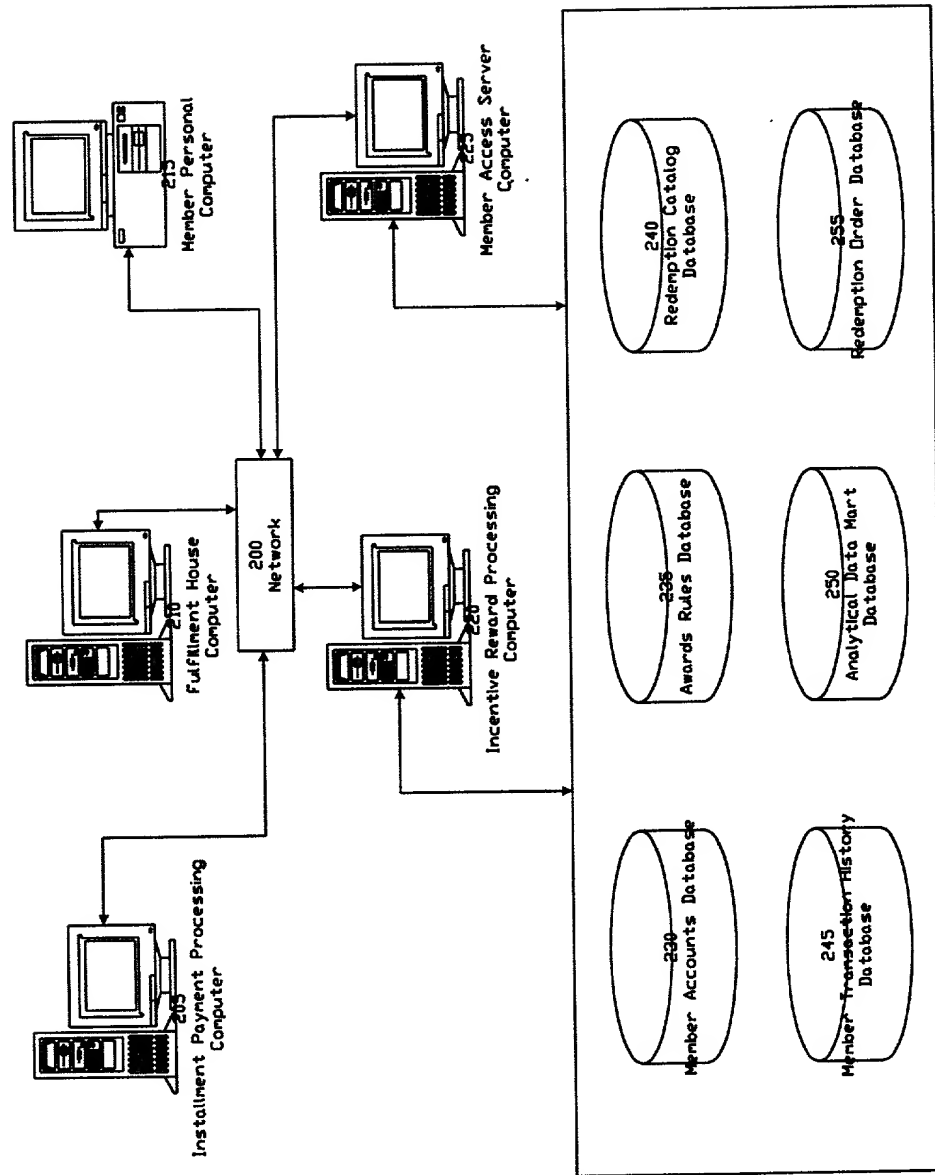 205
Installment Payment Processing
Computer
210
Fulfilment House
Computer
215
Member Personal
Computer
200
Network
220
Incentive Reward Processing
Computer
225
Member Access Server
Computer
230
Member Accounts Database
235
Awards Rules Database
240
Redemption Catalog
Database
245
Member Transaction History
Database
250
Analytical Data Mart
Database
255
Redemption Order Database